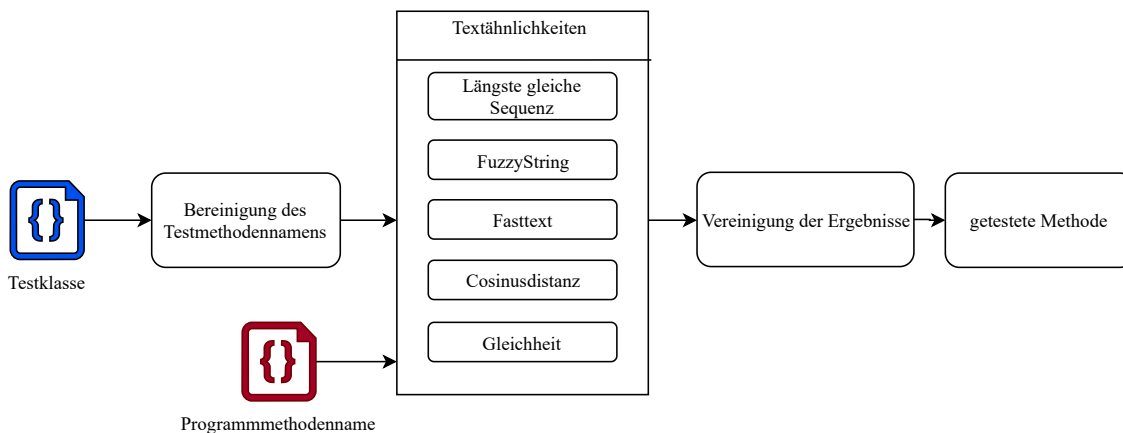 Textähnlichkeiten
Längste gleiche
Sequenz
FuzzyString
Fasttext
Cosinusdistanz
Gleichheit
{}
Testklasse
Bereinigung des
Testmethodennamens
{}
Programmmethodenname
Vereinigung der Ergebnisse
getestete Methode